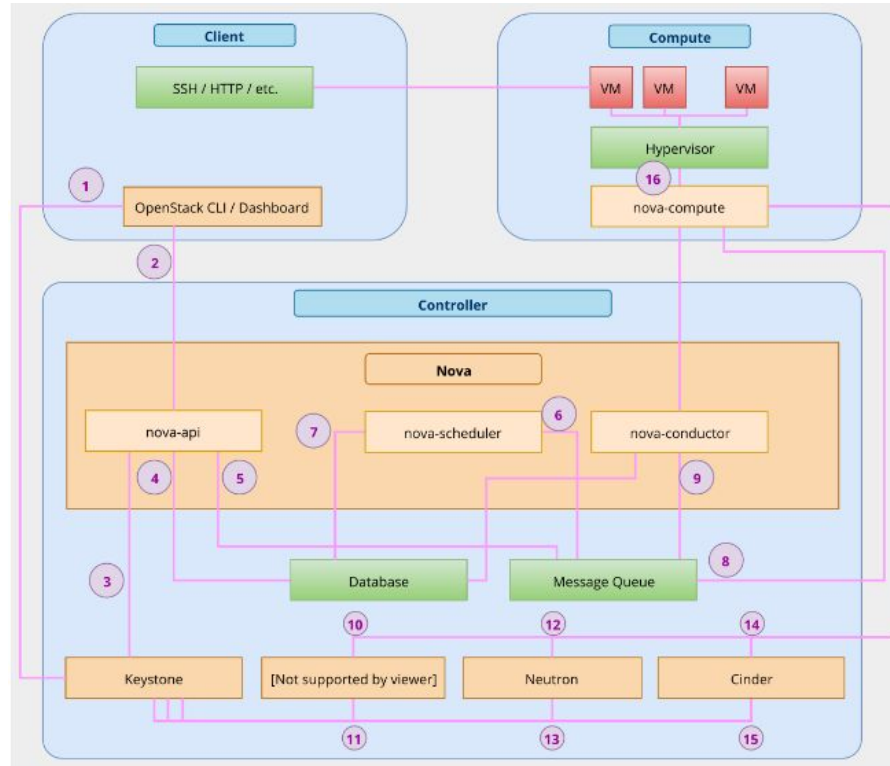 Client
Compute
SSH / HTTP / etc.
VM
VM
VM
Hypervisor
1
16
OpenStack CLI / Dashboard
nova-compute
2
Controller
Nova
nova-api
7
nova-scheduler
6
nova-conductor
4
5
9
3
Database
Message Queue
8
10
12
14
Keystone
[Not supported by viewer]
Neutron
Cinder
11
13
15